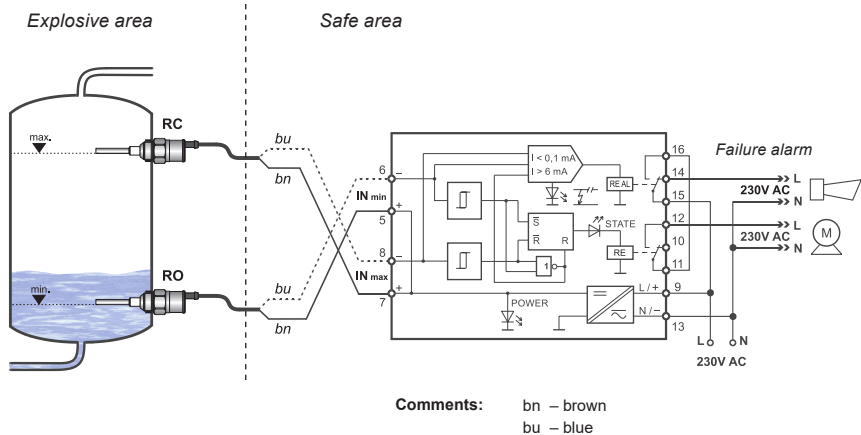 Explosive area
Safe area
RC
max.
bu
bn
RO
min.
bu
bn
6
–
IN min
+
5
8
–
IN max
+
7
I < 0,1 mA
I > 6 mA
RE AL
S̅
R̅
R
STATE
RE
1
POWER
L / +
N / −
16
14
15
12
10
11
9
13
Failure alarm
L
230V AC
N
L
230V AC
N
M
L
N
230V AC
Comments:
bn – brown
bu – blue